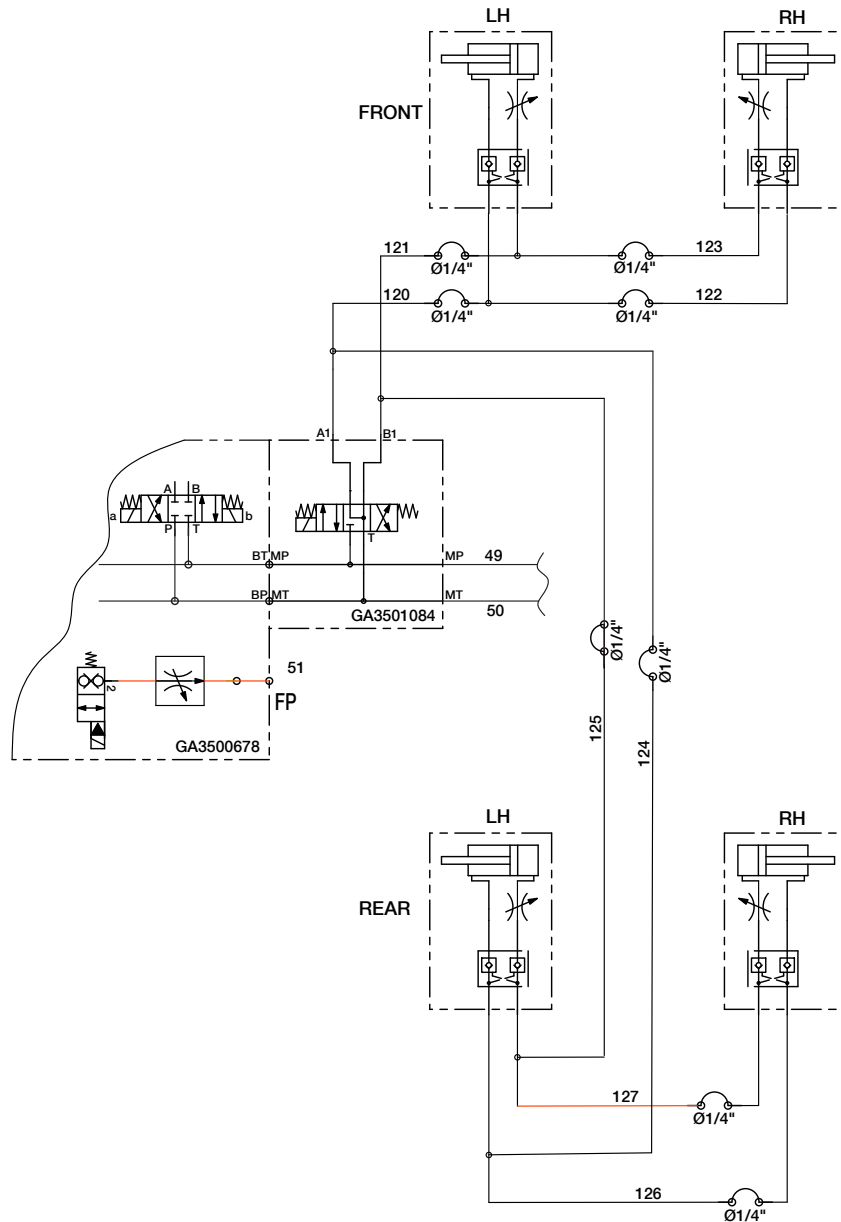 LH RH
FRONT
121 123
Ø1/4" Ø1/4"
120 122
Ø1/4" Ø1/4"
A1 B1
A B
a b
P T
T
BT MP MP 49
BP MT MT 50
GA3501084
51
2
FP
GA3500678
Ø1/4" Ø1/4"
125 124
LH RH
REAR
127
Ø1/4"
126
Ø1/4"